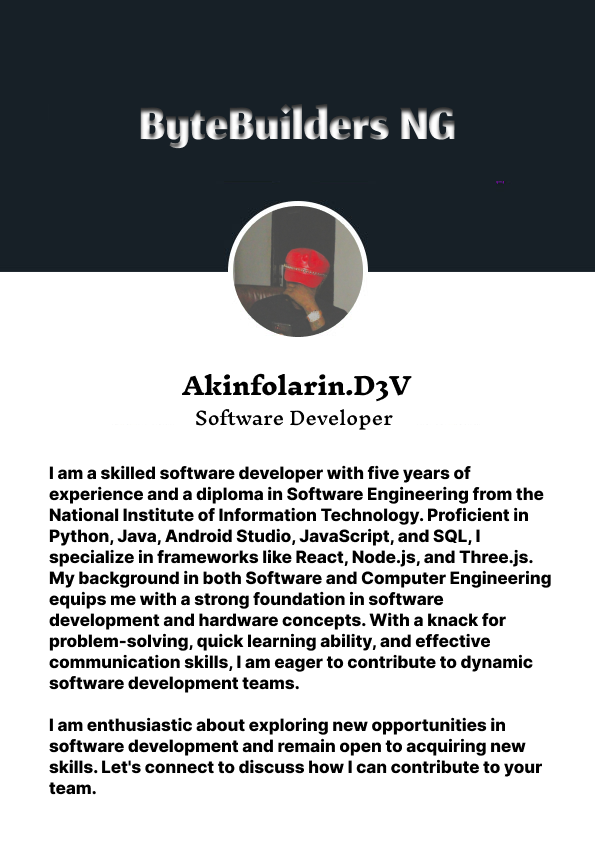 ByteBuilders NG
Akinfolarin.D3V
Software Developer
I am a skilled software developer with five years of
experience and a diploma in Software Engineering from the
National Institute of Information Technology. Proficient in
Python, Java, Android Studio, JavaScript, and SQL, I
specialize in frameworks like React, Node.js, and Three.js.
My background in both Software and Computer Engineering
equips me with a strong foundation in software
development and hardware concepts. With a knack for
problem-solving, quick learning ability, and effective
communication skills, I am eager to contribute to dynamic
software development teams.
I am enthusiastic about exploring new opportunities in
software development and remain open to acquiring new
skills. Let's connect to discuss how I can contribute to your
team.